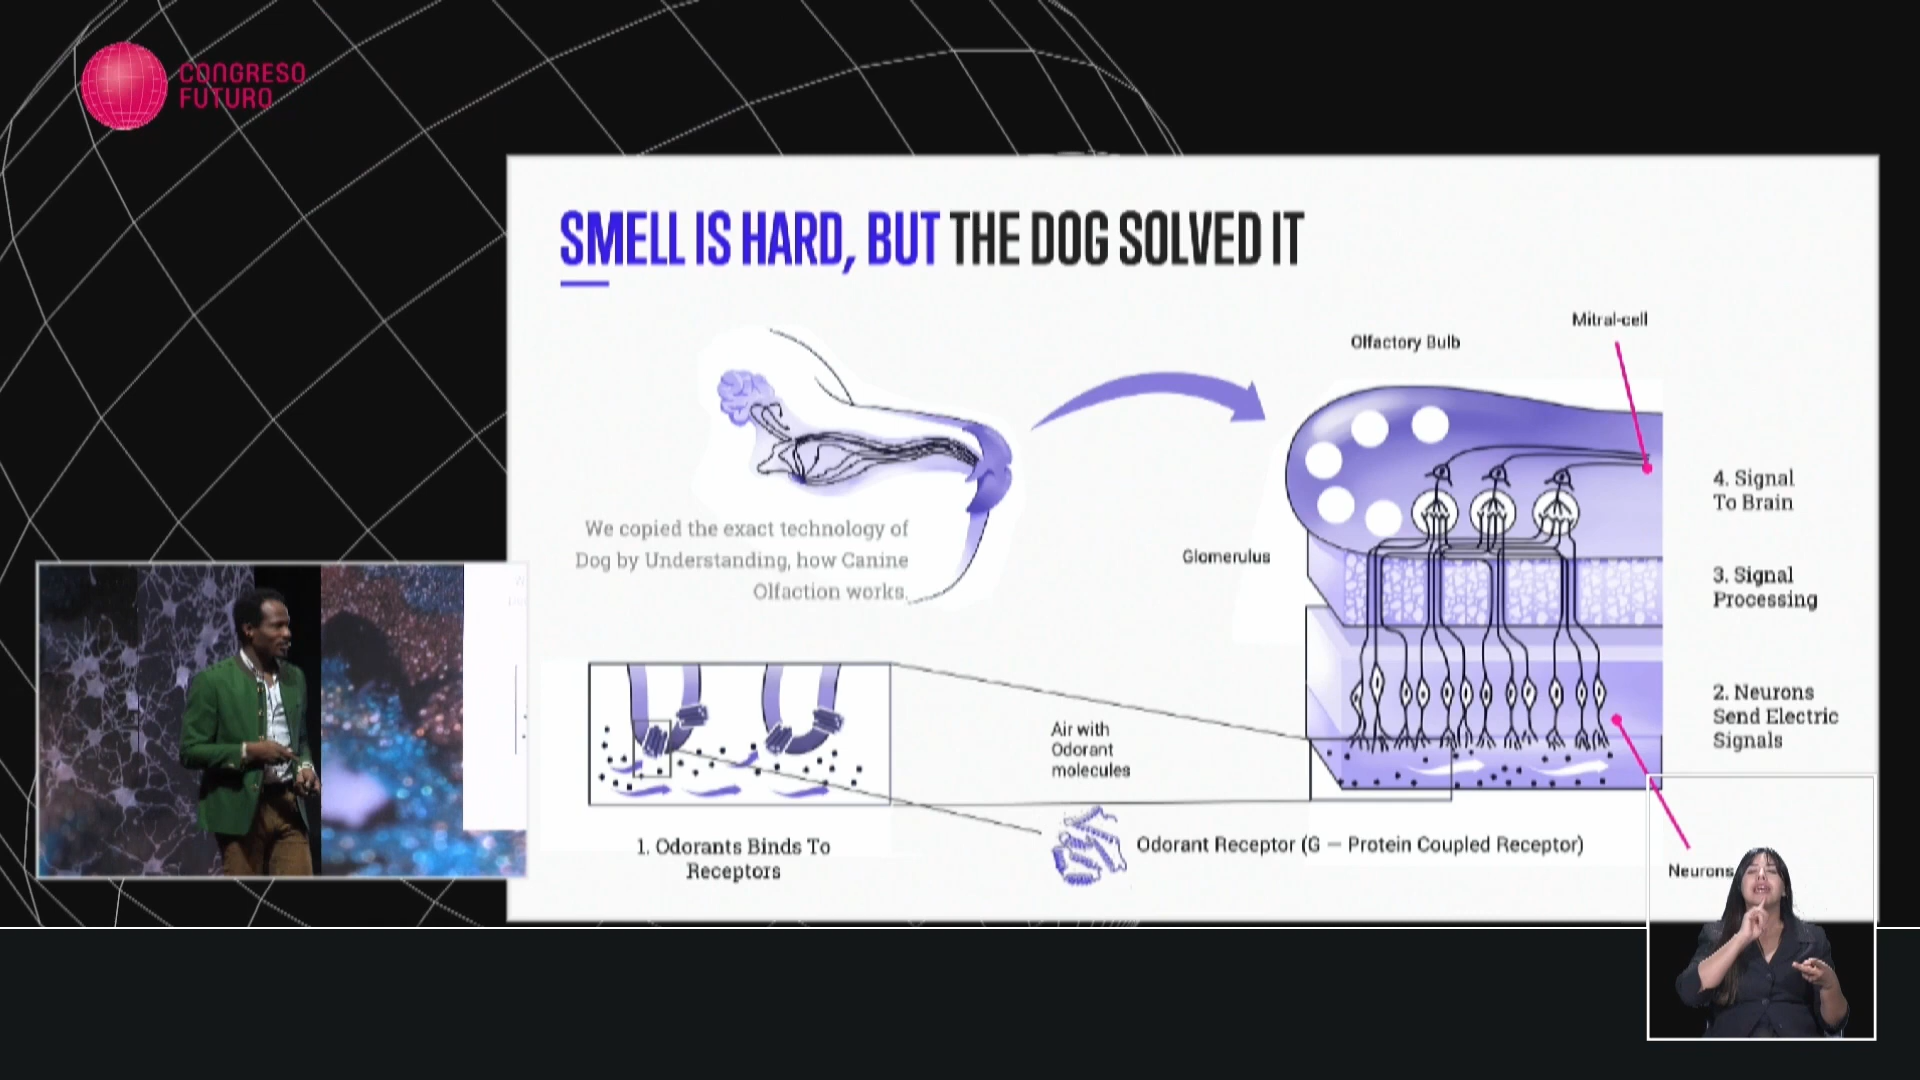 CONGRESO
FUTURO
SMELL IS HARD, BUT THE DOG SOLVED IT
Mitral-cell
Olfactory Bulb
4. Signal
To Brain
We copied the exact technology of
Dog by Understanding, how Canine
Olfaction works.
Glomerulus
3. Signal
Processing
2. Neurons
Send Electric
Signals
Air with
Odorant
molecules
1. Odorants Binds To
Receptors
Odorant Receptor (G – Protein Coupled Receptor)
Neurons